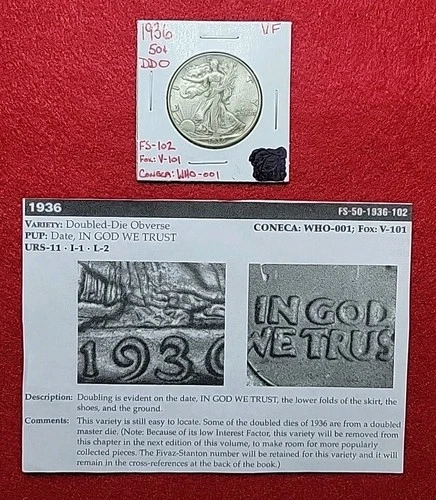 1936 VF
50¢
DDO
FS-102
Fox: V-101
CONECA: WHO-001
1936 FS-50-1936-102
VARIETY: Doubled-Die Obverse CONECA: WHO-001; Fox: V-101
PUP: Date, IN GOD WE TRUST
URS-11 · I-1 · L-2
1936
IN GOD
WE TRUS
Description: Doubling is evident on the date, IN GOD WE TRUST, the lower folds of the skirt, the
shoes, and the ground.
Comments: This variety is still easy to locate. Some of the doubled dies of 1936 are from a doubled
master die. (Note: Because of its low Interest Factor, this variety will be removed from
this chapter in the next edition of this volume, to make room for more popularly
collected pieces. The Fivaz-Stanton number will be retained for this variety and it will
remain in the cross-references at the back of the book.)